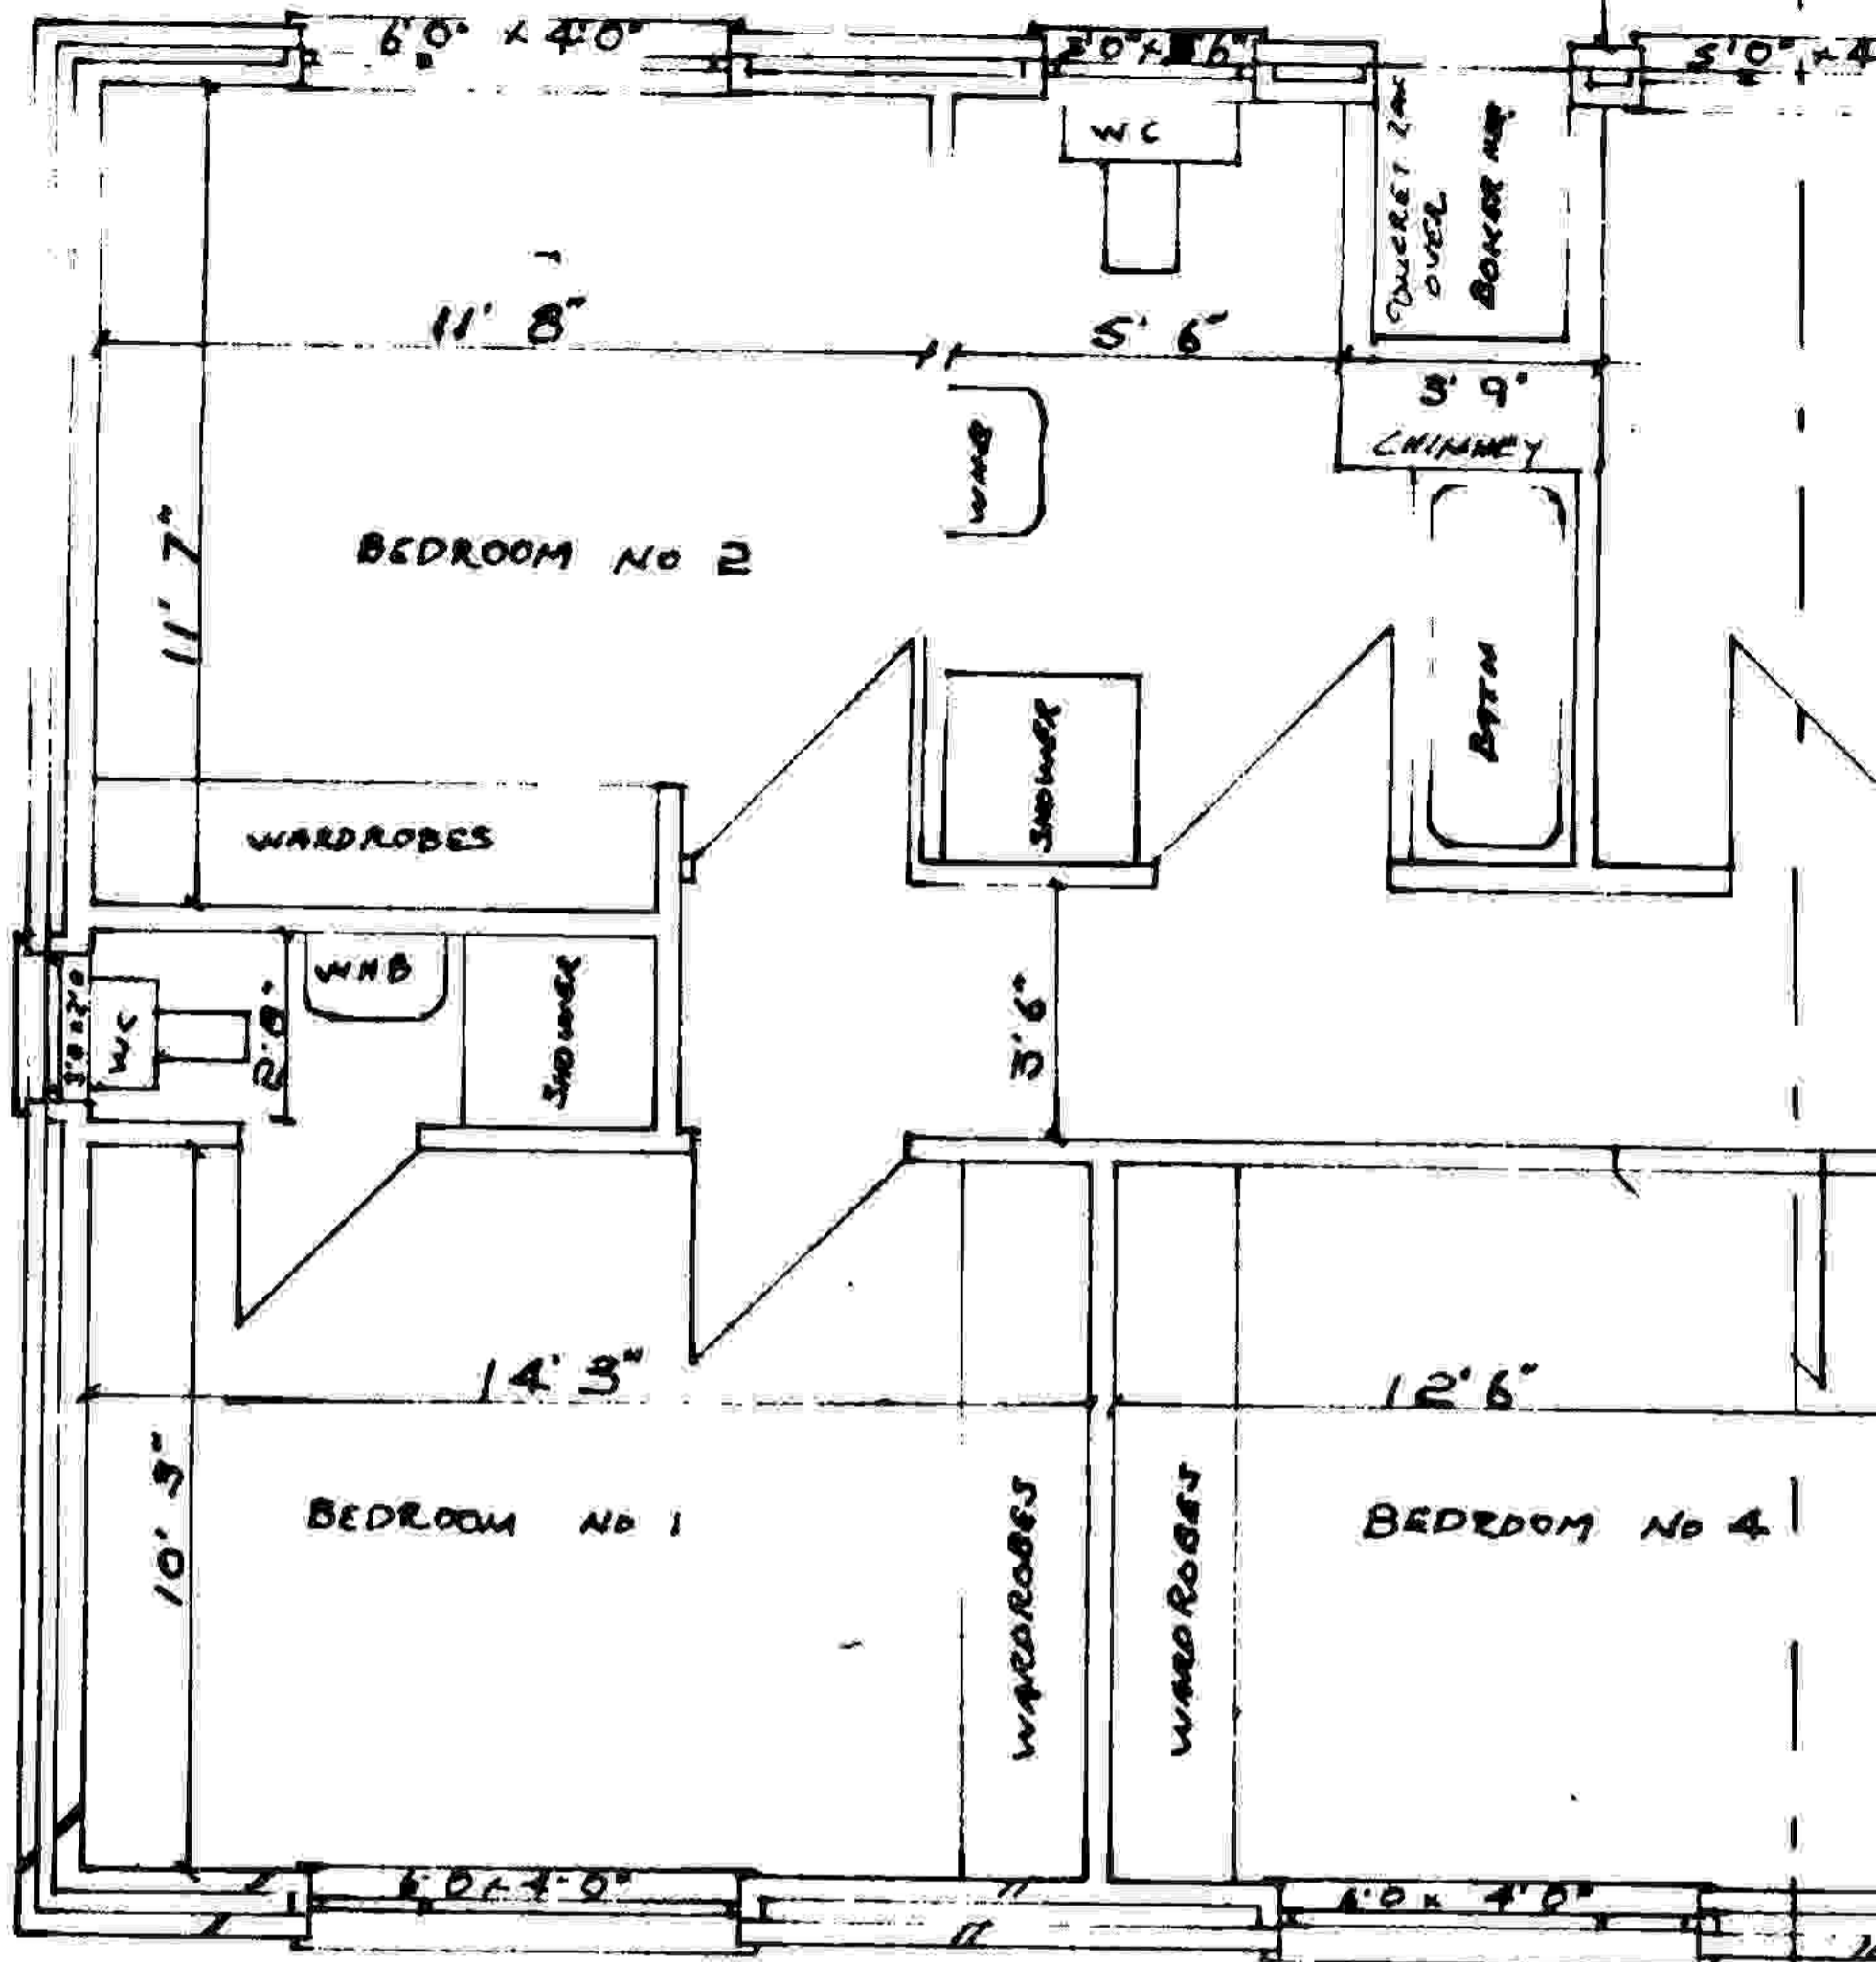 6'0" x 4'0"
WC
OVER
BOILER
11' 8"
5' 6"
3' 9"
CHIMNEY
WHB
11' 7"
BEDROOM No 2
BATH
SHOWER
WARDROBES
WHB
WC
2'8"
SHOWER
3' 6"
14' 3"
12' 6"
10' 3"
BEDROOM No 1
WARDROBES
WARDROBES
BEDROOM No 4
6'0 x 4'0"
6'0 x 4'0"